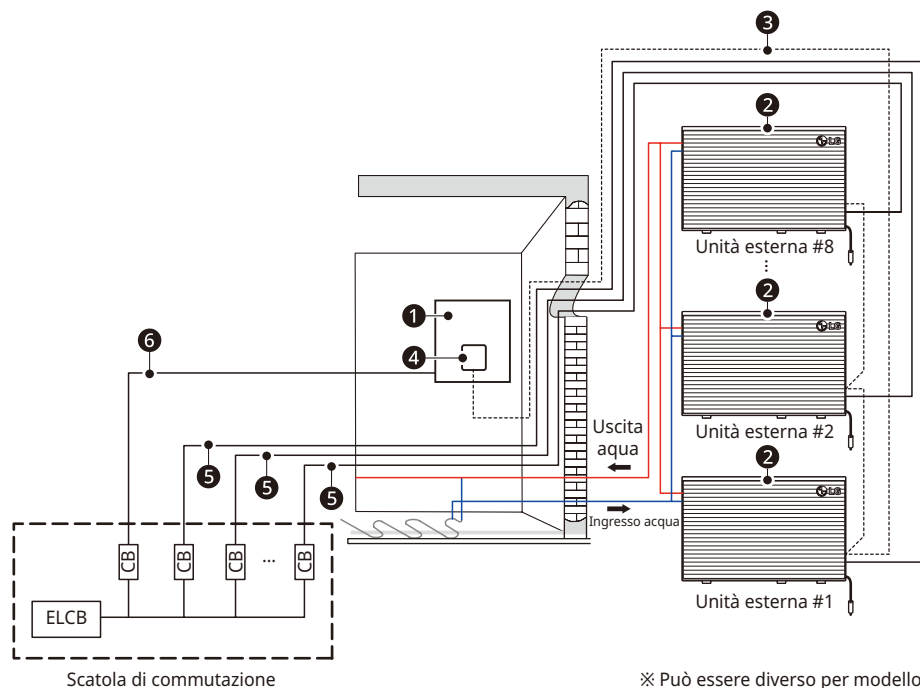 3
2
LG
Unità esterna #8
⋮
1
2
4
LG
6
Uscita
aqua
Unità esterna #2
5
5
5
2
LG
Ingresso acqua
CB
CB
CB
...
CB
ELCB
Unità esterna #1
Scatola di commutazione
※ Può essere diverso per modello